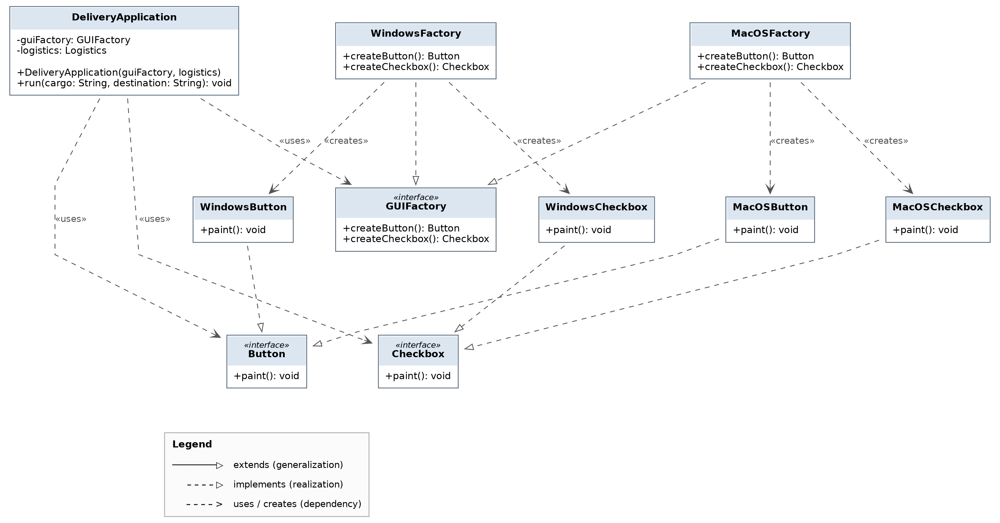 DeliveryApplication
-guiFactory: GUIFactory
-logistics: Logistics
+DeliveryApplication(guiFactory, logistics)
+run(cargo: String, destination: String): void
WindowsFactory
+createButton(): Button
+createCheckbox(): Checkbox
MacOSFactory
+createButton(): Button
+createCheckbox(): Checkbox
«uses»
«creates»
«creates»
«creates»
«creates»
«uses»
«uses»
WindowsButton
+paint(): void
«interface»
GUIFactory
+createButton(): Button
+createCheckbox(): Checkbox
WindowsCheckbox
+paint(): void
MacOSButton
+paint(): void
MacOSCheckbox
+paint(): void
«interface»
Button
+paint(): void
«interface»
Checkbox
+paint(): void
Legend
extends (generalization)
implements (realization)
uses / creates (dependency)